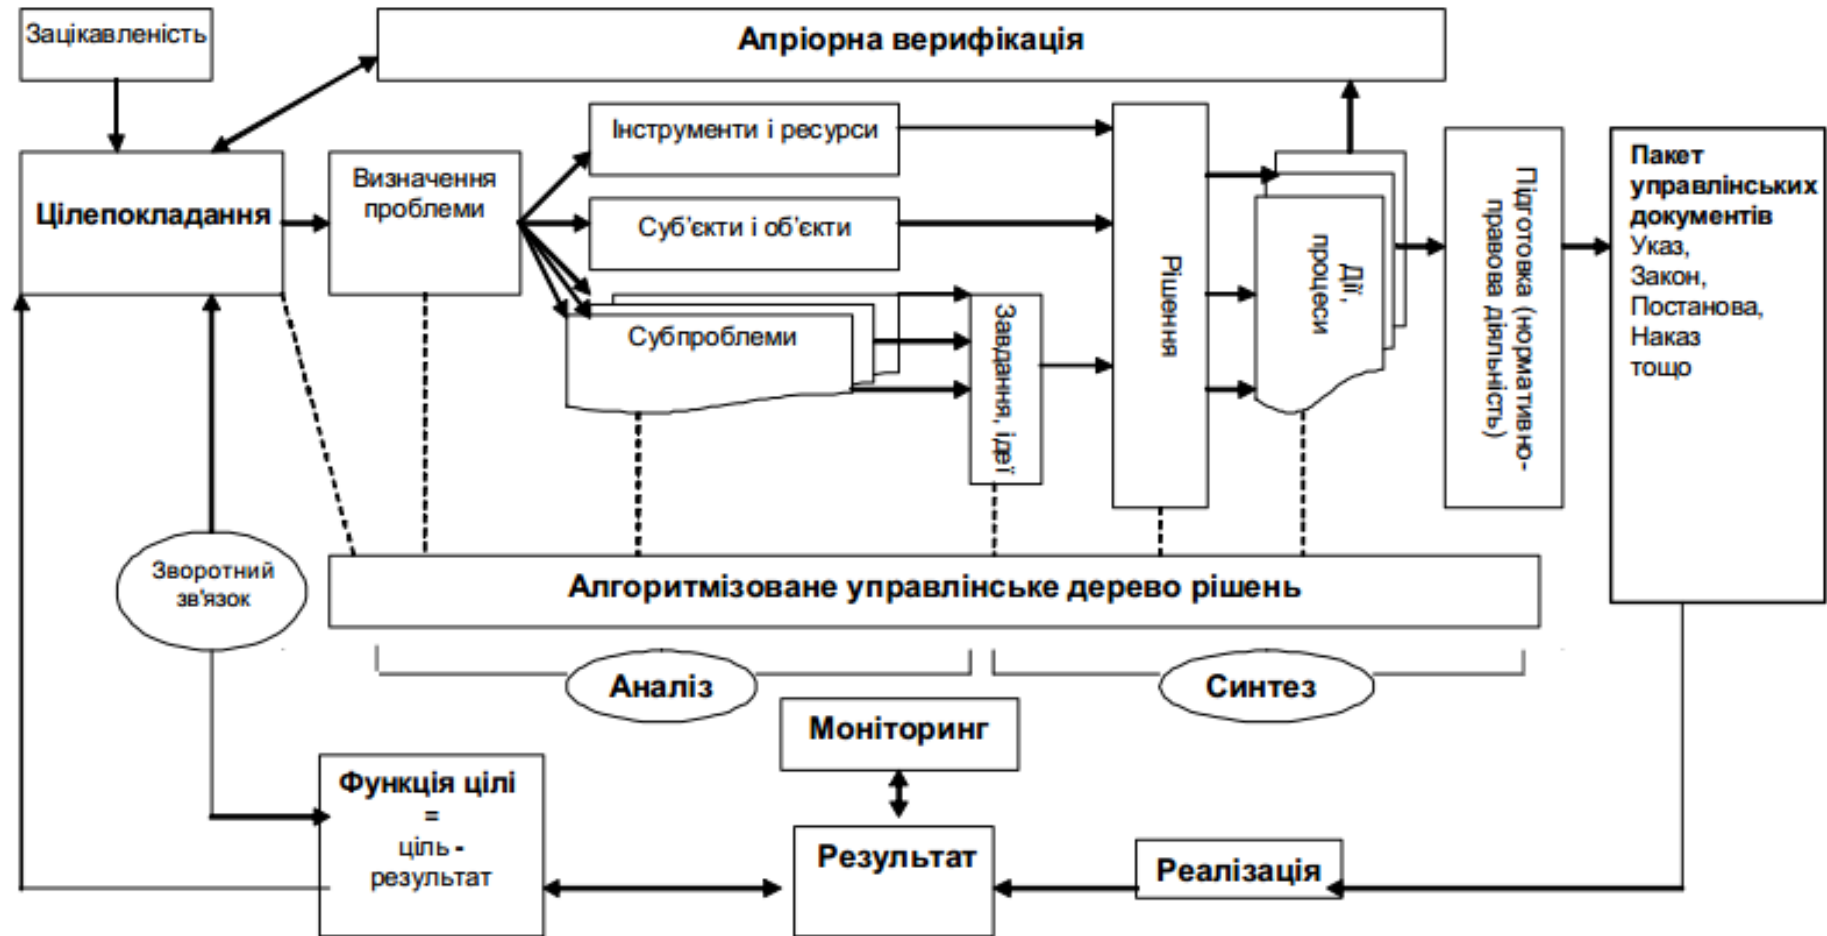 Зацікавленість
Апріорна верифікація
Цілепокладання
Визначення
проблеми
Інструменти і ресурси
Суб'єкти і об'єкти
Субпроблеми
Завдання, ідеї
Рішення
Дії,
процеси
Підготовка (нормативно-
правова діяльність)
Пакет
управлінських
документів
Указ,
Закон,
Постанова,
Наказ
тощо
Зворотний
зв'язок
Алгоритмізоване управлінське дерево рішень
Аналіз
Синтез
Моніторинг
Функція цілі
=
ціль -
результат
Результат
Реалізація